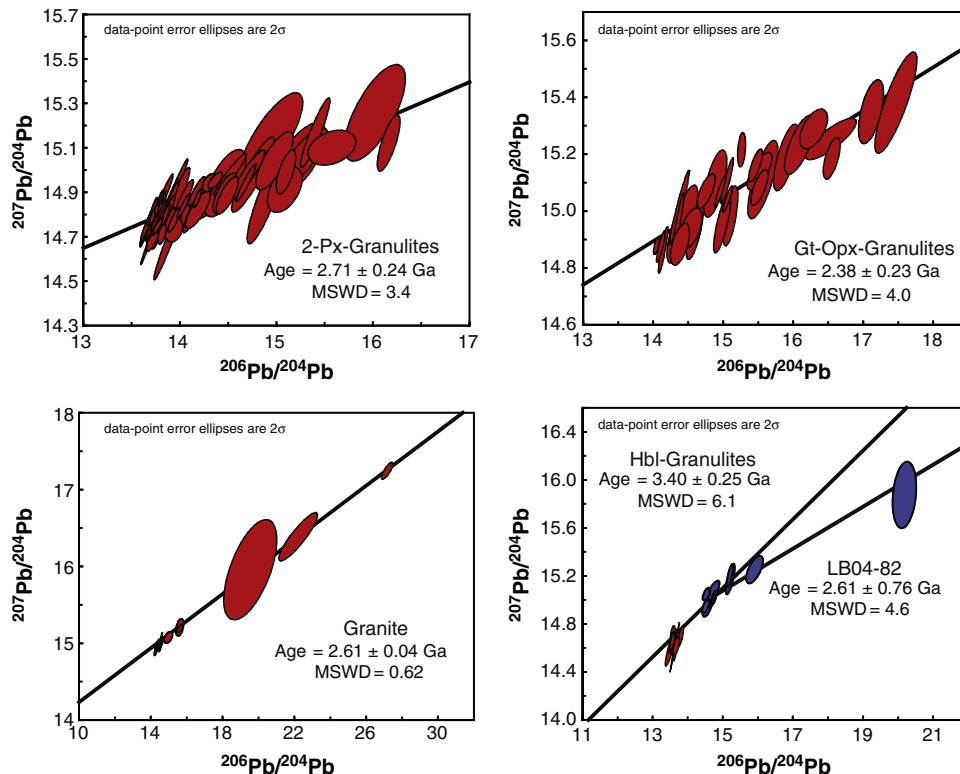 data-point error ellipses are 2σ
15.7
15.5
15.3
15.1
14.9
14.7
14.5
14.3
207Pb/204Pb
2-Px-Granulites
Age = 2.71 ± 0.24 Ga
MSWD = 3.4
13
14
15
16
17
206Pb/204Pb
data-point error ellipses are 2σ
15.6
15.4
15.2
15.0
14.8
14.6
207Pb/204Pb
Gt-Opx-Granulites
Age = 2.38 ± 0.23 Ga
MSWD = 4.0
13
14
15
16
17
18
206Pb/204Pb
data-point error ellipses are 2σ
18
17
16
15
14
207Pb/204Pb
Granite
Age = 2.61 ± 0.04 Ga
MSWD = 0.62
10
14
18
22
26
30
206Pb/204Pb
data-point error ellipses are 2σ
16.4
16.0
15.6
15.2
14.8
14.4
14.0
207Pb/204Pb
Hbl-Granulites
Age = 3.40 ± 0.25 Ga
MSWD = 6.1
LB04-82
Age = 2.61 ± 0.76 Ga
MSWD = 4.6
11
13
15
17
19
21
206Pb/204Pb